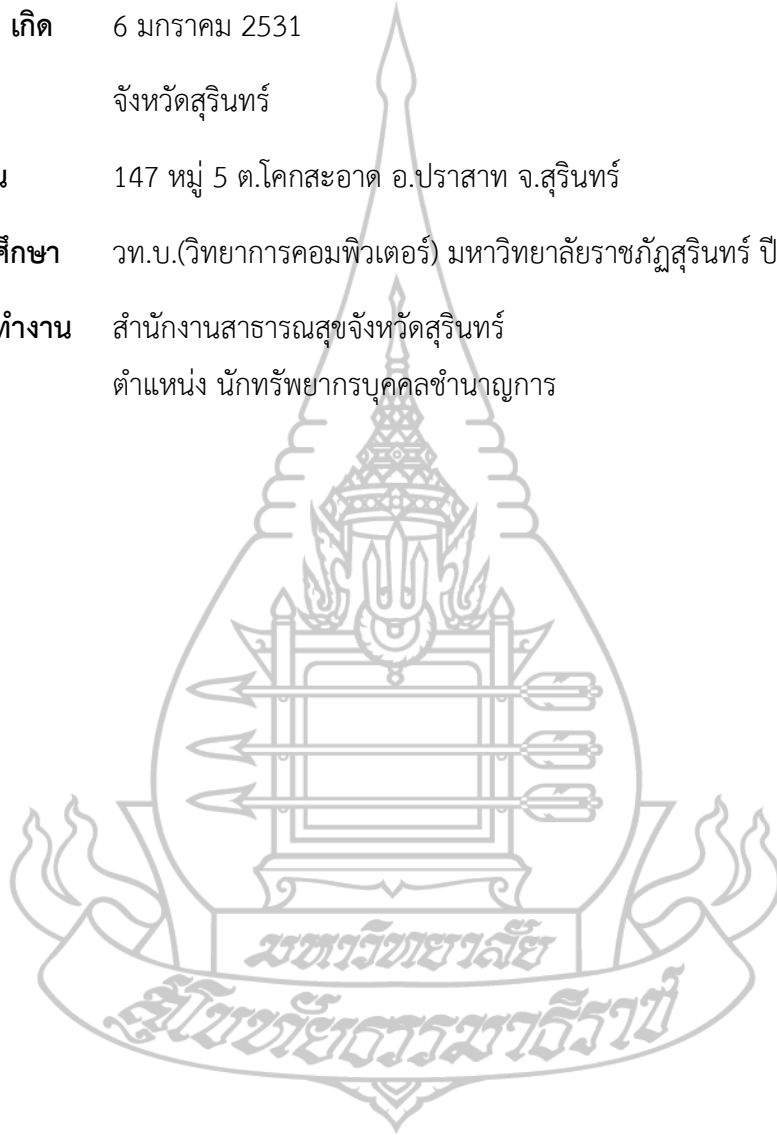 เกิด 6 มกราคม 2531
จังหวัดสุรินทร์
147 หมู่ 5 ต.โคกสะอาด อ.ปราสาท จ.สุรินทร์
ศึกษา วท.บ.(วิทยาการคอมพิวเตอร์) มหาวิทยาลัยราชภัฏสุรินทร์ ปี
ทำงาน สำนักงานสาธารณสุขจังหวัดสุรินทร์
ตำแหน่ง นักทรัพยากรบุคคลชำนาญการ
มหาวิทยาลัย
สุโขทัยธรรมาธิราช